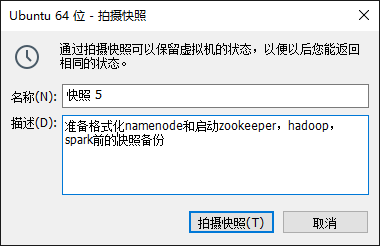 Ubuntu 64 位 - 拍摄快照
通过拍摄快照可以保留虚拟机的状态，以便以后您能返回
相同的状态。
名称(N):
快照 5
描述(D):
准备格式化namenode和启动zookeeper，hadoop，
spark前的快照备份
拍摄快照(T)
取消